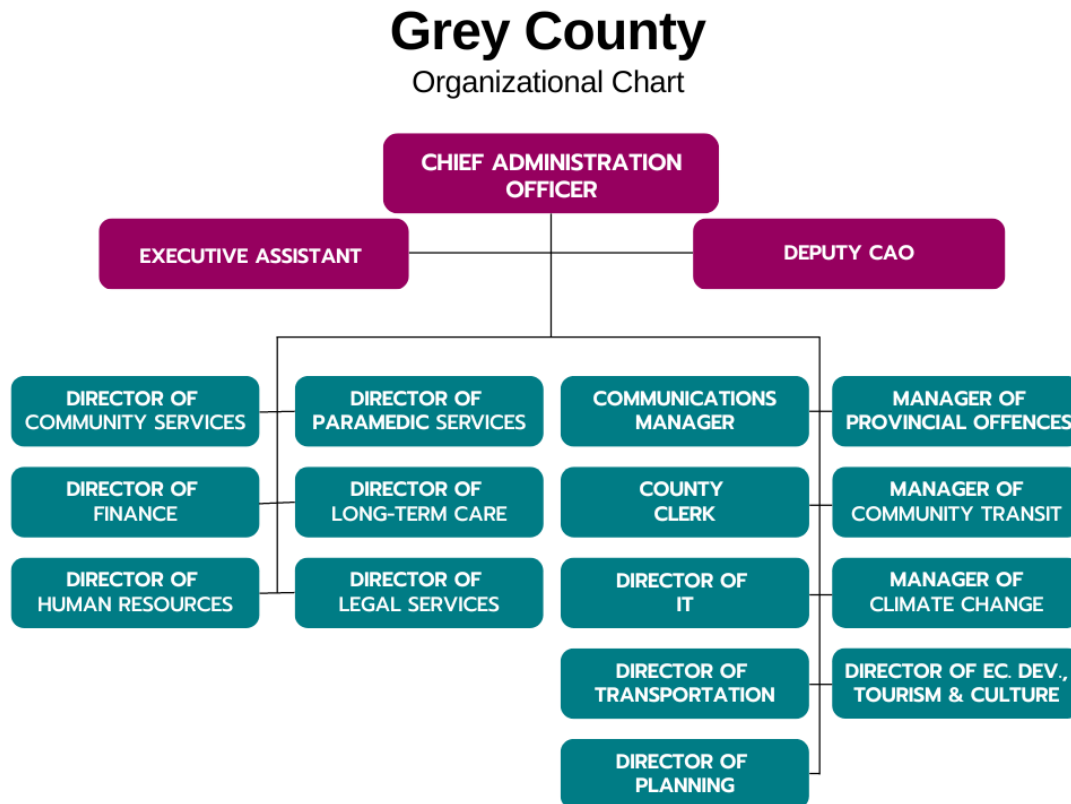 Grey County
Organizational Chart
CHIEF ADMINISTRATION
OFFICER
EXECUTIVE ASSISTANT
DEPUTY CAO
DIRECTOR OF
COMMUNITY SERVICES
DIRECTOR OF
PARAMEDIC SERVICES
COMMUNICATIONS
MANAGER
MANAGER OF
PROVINCIAL OFFENCES
DIRECTOR OF
FINANCE
DIRECTOR OF
LONG-TERM CARE
COUNTY
CLERK
MANAGER OF
COMMUNITY TRANSIT
DIRECTOR OF
HUMAN RESOURCES
DIRECTOR OF
LEGAL SERVICES
DIRECTOR OF
IT
MANAGER OF
CLIMATE CHANGE
DIRECTOR OF
TRANSPORTATION
DIRECTOR OF EC. DEV.,
TOURISM & CULTURE
DIRECTOR OF
PLANNING